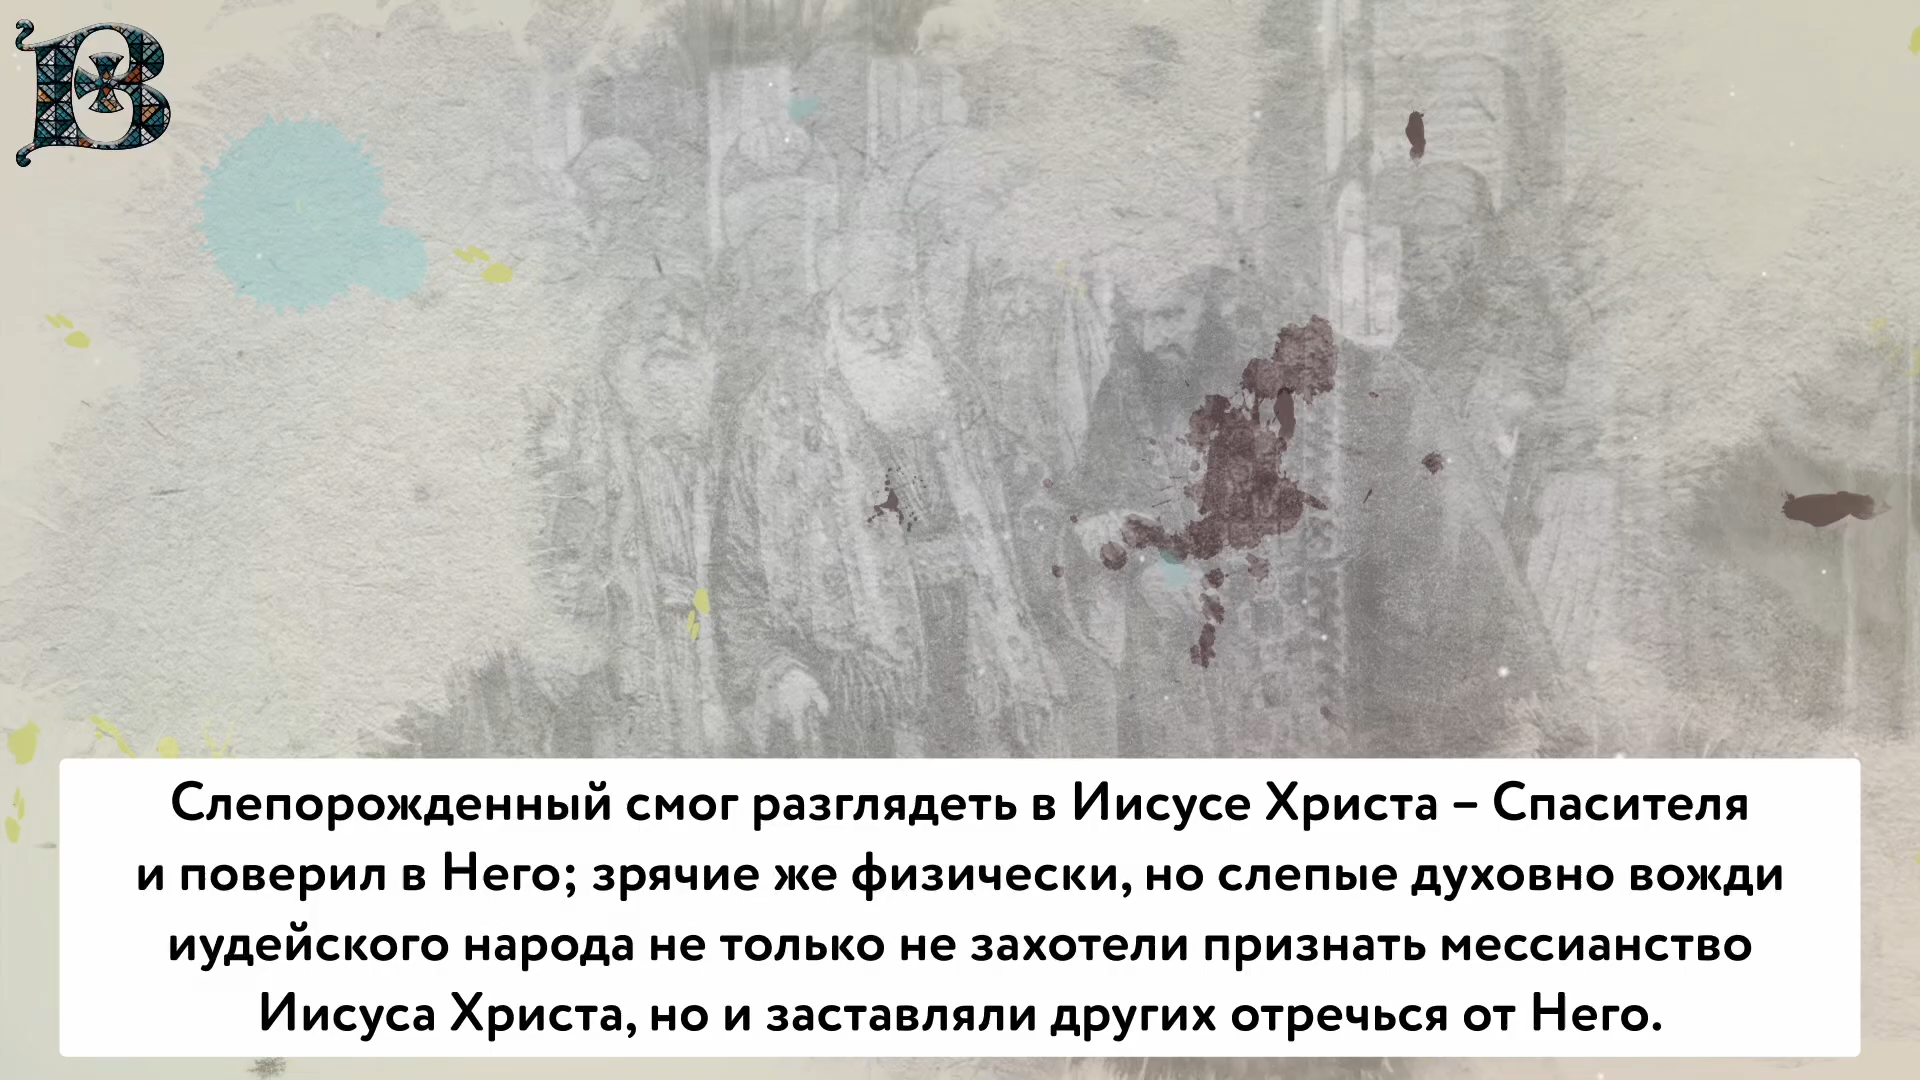 В
Слепорожденный смог разглядеть в Иисусе Христа – Спасителя
и поверил в Него; зрячие же физически, но слепые духовно вожди
иудейского народа не только не захотели признать мессианство
Иисуса Христа, но и заставляли других отречься от Него.